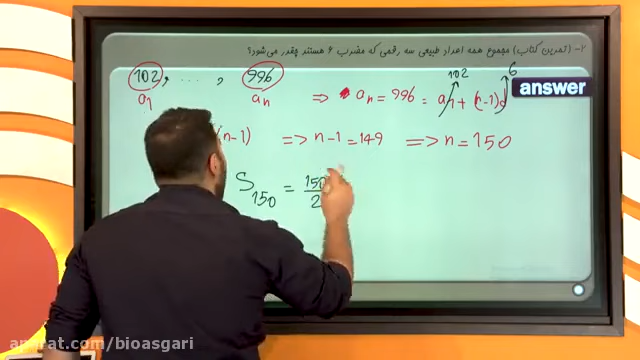 ۲- (تمرین کتاب) مجموع همه اعداد طبیعی سه رقمی که مضرب ۶ هستند چقدر می‌شود؟
102, ..... , 996
a₁ aₙ ⇒ aₙ = 996 = a₁ + (n-1)d
102 6
answer
(n-1) ⇒ n-1 = 149 ⇒ n = 150
S₁₅₀ = 150/2
aparat.com/bioasgari